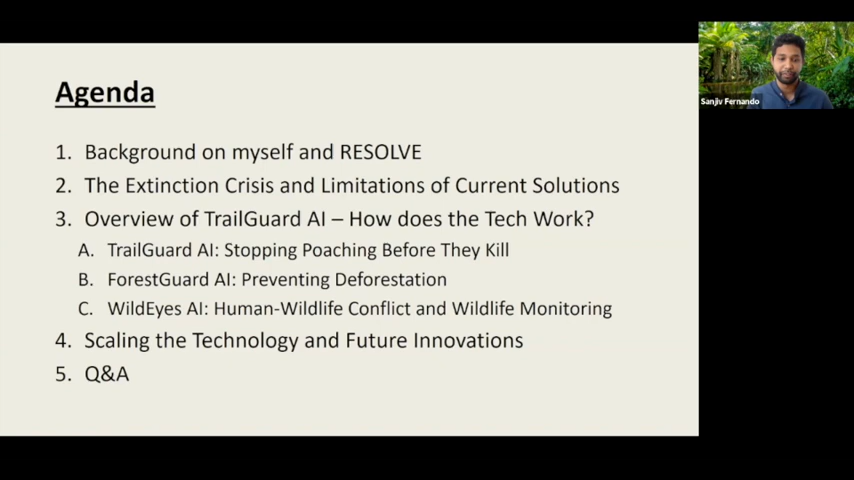 Agenda
1. Background on myself and RESOLVE
2. The Extinction Crisis and Limitations of Current Solutions
3. Overview of TrailGuard AI – How does the Tech Work?
A. TrailGuard AI: Stopping Poaching Before They Kill
B. ForestGuard AI: Preventing Deforestation
C. WildEyes AI: Human-Wildlife Conflict and Wildlife Monitoring
4. Scaling the Technology and Future Innovations
5. Q&A
Sanjiv Fernando